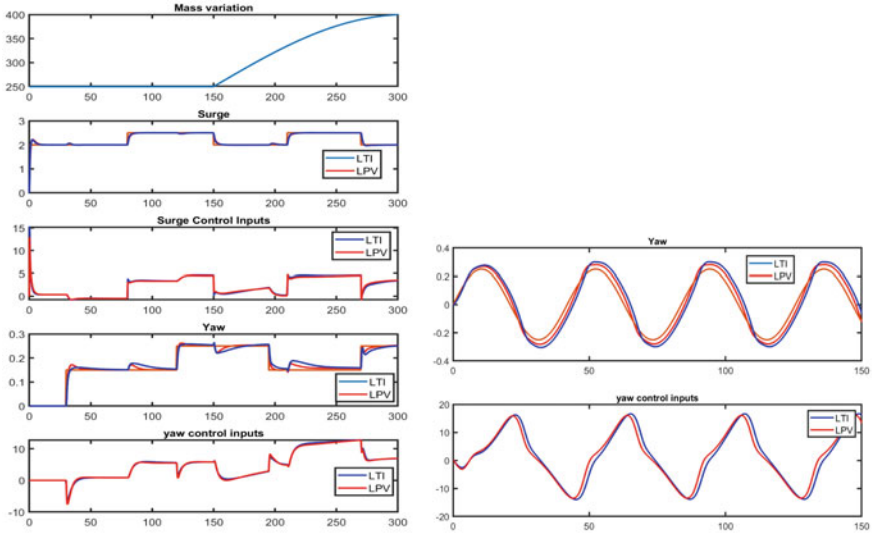 Mass variation
400
350
300
250
0 50 100 150 200 250 300
Surge
3
2
1
0
LTI
LPV
0 50 100 150 200 250 300
Surge Control Inputs
15
10
5
0
LTI
LPV
0 50 100 150 200 250 300
Yaw
0.3
0.2
0.1
0
LTI
LPV
0 50 100 150 200 250 300
yaw control inputs
10
0
-10
LTI
LPV
0 50 100 150 200 250 300
Yaw
0.4
0.2
0
-0.2
-0.4
LTI
LPV
0 50 100 150
yaw control inputs
20
10
0
-10
-20
LTI
LPV
0 50 100 150